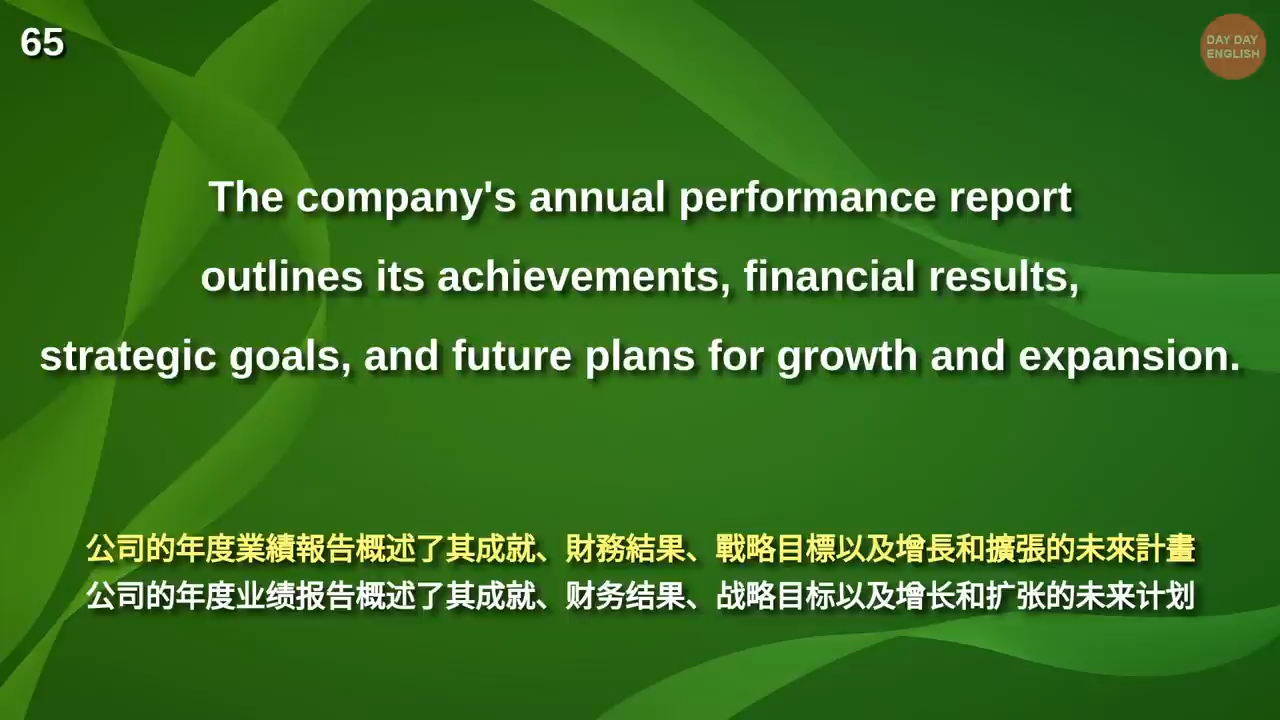 65
DAY DAY
ENGLISH
The company's annual performance report
outlines its achievements, financial results,
strategic goals, and future plans for growth and expansion.
公司的年度業績報告概述了其成就、財務結果、戰略目標以及增長和擴張的未來計畫
公司的年度业绩报告概述了其成就、财务结果、战略目标以及增长和扩张的未来计划